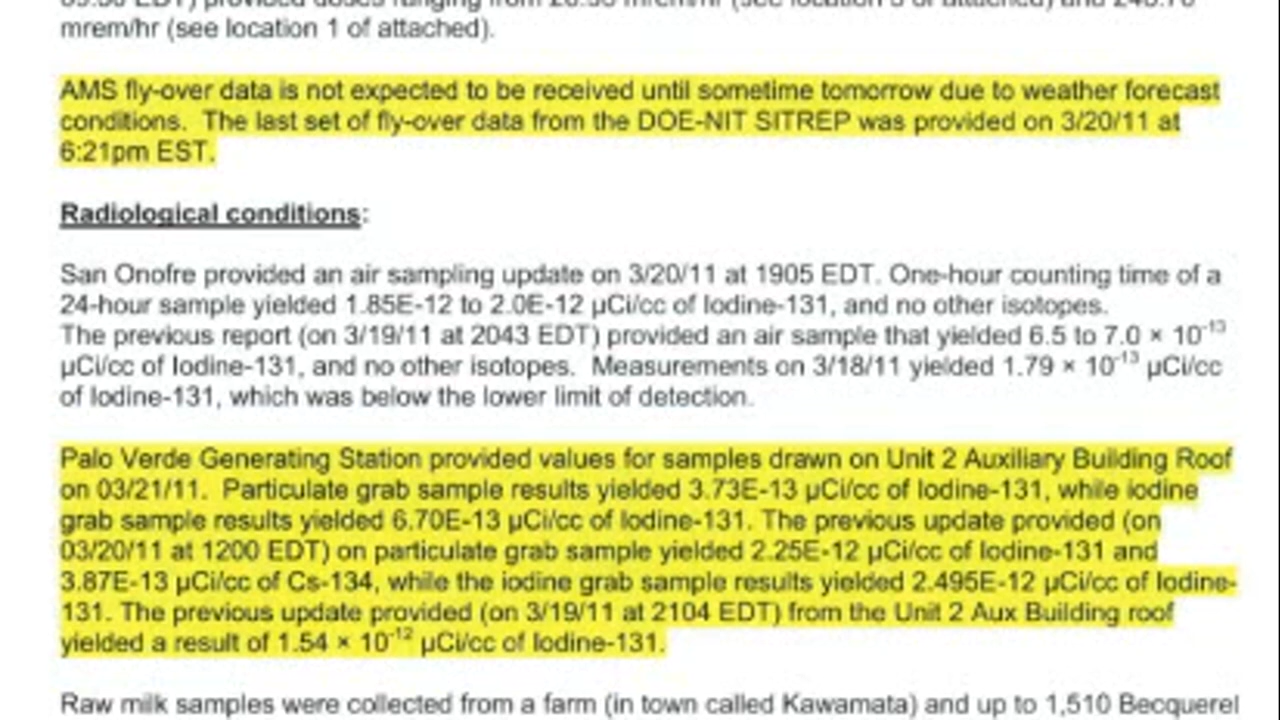 mrem/hr (see location 1 of attached).
AMS fly-over data is not expected to be received until sometime tomorrow due to weather forecast
conditions.  The last set of fly-over data from the DOE-NIT SITREP was provided on 3/20/11 at
6:21pm EST.
Radiological conditions:
San Onofre provided an air sampling update on 3/20/11 at 1905 EDT. One-hour counting time of a
24-hour sample yielded 1.85E-12 to 2.0E-12 µCi/cc of Iodine-131, and no other isotopes.
The previous report (on 3/19/11 at 2043 EDT) provided an air sample that yielded 6.5 to 7.0 × 10⁻¹³
µCi/cc of Iodine-131, and no other isotopes.  Measurements on 3/18/11 yielded 1.79 × 10⁻¹³ µCi/cc
of Iodine-131, which was below the lower limit of detection.
Palo Verde Generating Station provided values for samples drawn on Unit 2 Auxiliary Building Roof
on 03/21/11.  Particulate grab sample results yielded 3.73E-13 µCi/cc of Iodine-131, while iodine
grab sample results yielded 6.70E-13 µCi/cc of Iodine-131. The previous update provided (on
03/20/11 at 1200 EDT) on particulate grab sample yielded 2.25E-12 µCi/cc of Iodine-131 and
3.87E-13 µCi/cc of Cs-134, while the iodine grab sample results yielded 2.495E-12 µCi/cc of Iodine-
131. The previous update provided (on 3/19/11 at 2104 EDT) from the Unit 2 Aux Building roof
yielded a result of 1.54 × 10⁻¹² µCi/cc of Iodine-131.
Raw milk samples were collected from a farm (in town called Kawamata) and up to 1,510 Becquerel